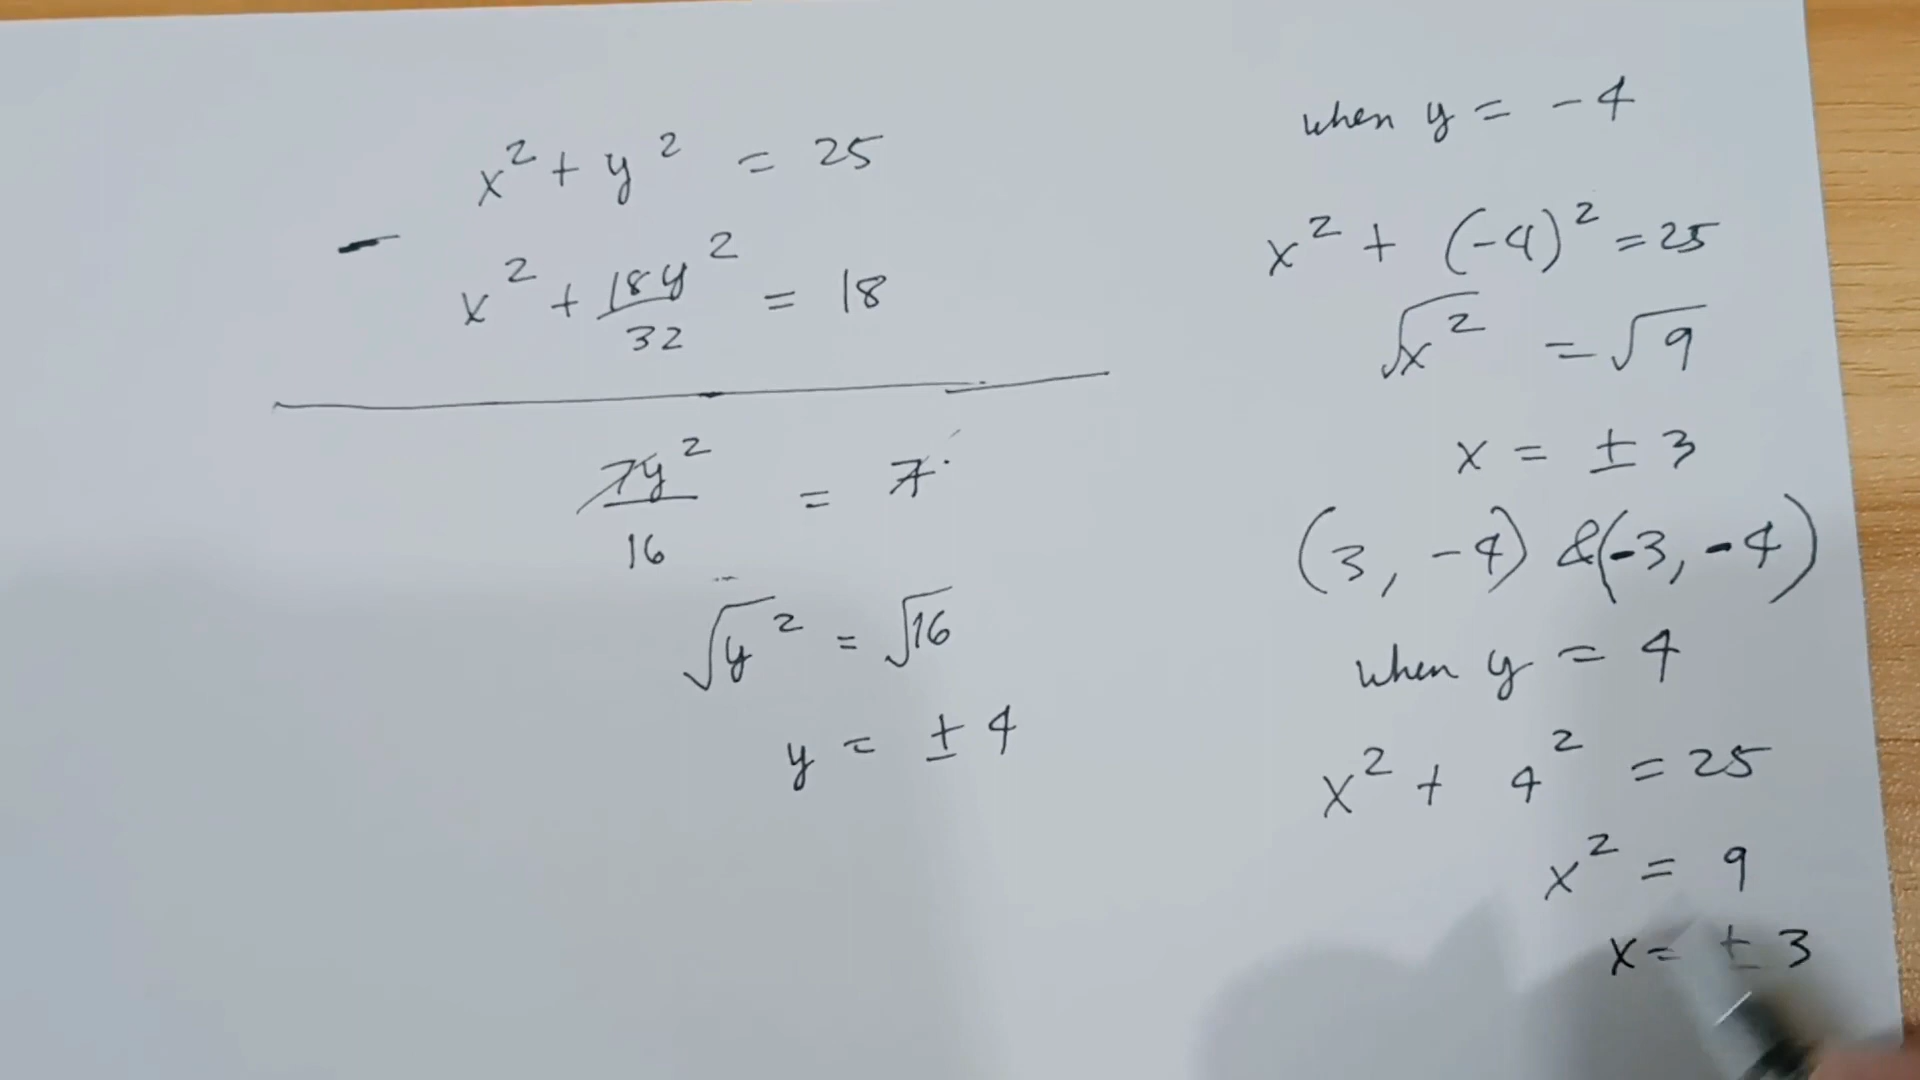 x² + y² = 25
- x² + 18y²/32 = 18
7y²/16 = 7
√y² = √16
y = ± 4
when y = -4
x² + (-4)² = 25
√x² = √9
x = ± 3
(3, -4) & (-3, -4)
when y = 4
x² + 4² = 25
x² = 9
x = ± 3